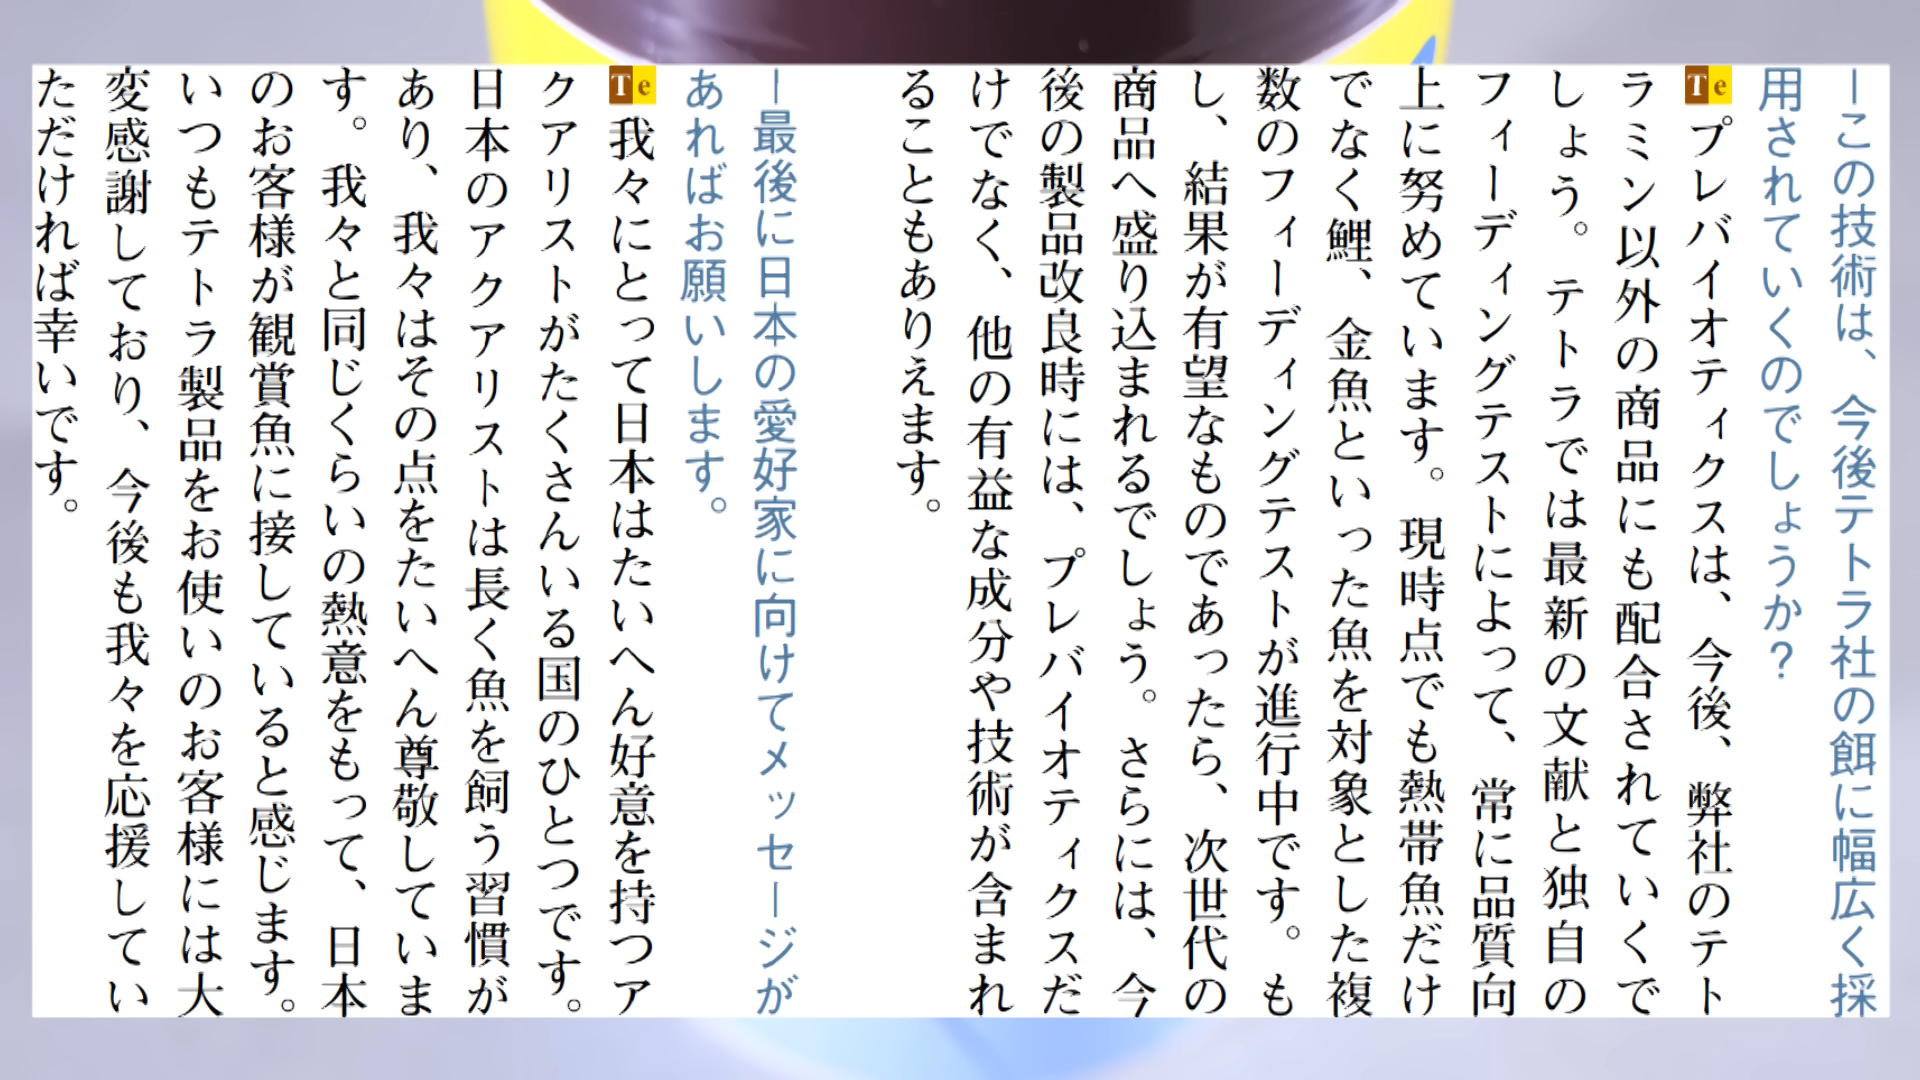 ―この技術は、今後テトラ社の餌に幅広く採
用されていくのでしょうか？
Te プレバイオティクスは、今後、弊社のテト
ラミン以外の商品にも配合されていくで
しょう。テトラでは最新の文献と独自の
フィーディングテストによって、常に品質向
上に努めています。現時点でも熱帯魚だけ
でなく鯉、金魚といった魚を対象とした複
数のフィーディングテストが進行中です。も
し、結果が有望なものであったら、次世代の
商品へ盛り込まれるでしょう。さらには、今
後の製品改良時には、プレバイオティクスだ
けでなく、他の有益な成分や技術が含まれ
ることもありえます。
―最後に日本の愛好家に向けてメッセージが
あればお願いします。
Te 我々にとって日本はたいへん好意を持つア
クアリストがたくさんいる国のひとつです。
日本のアクアリストは長く魚を飼う習慣が
あり、我々はその点をたいへん尊敬していま
す。我々と同じくらいの熱意をもって、日本
のお客様が観賞魚に接していると感じます。
いつもテトラ製品をお使いのお客様には大
変感謝しており、今後も我々を応援してい
ただければ幸いです。